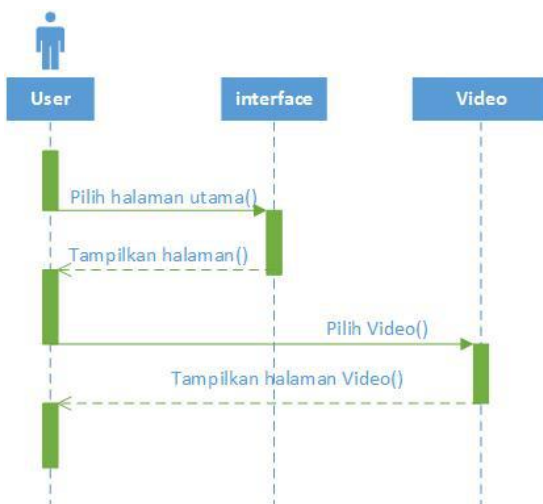 User
interface
Video
Pilih halaman utama()
Tampilkan halaman()
Pilih Video()
Tampilkan halaman Video()